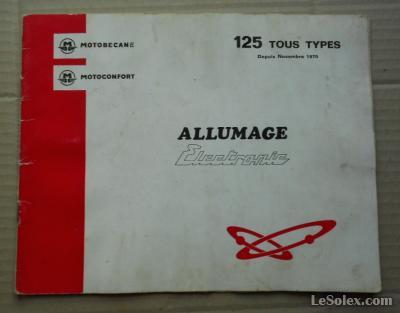 MOTOBECANE
125 TOUS TYPES
Depuis Novembre 1970
MOTOCONFORT
ALLUMAGE
Electronic
LeSolex.com